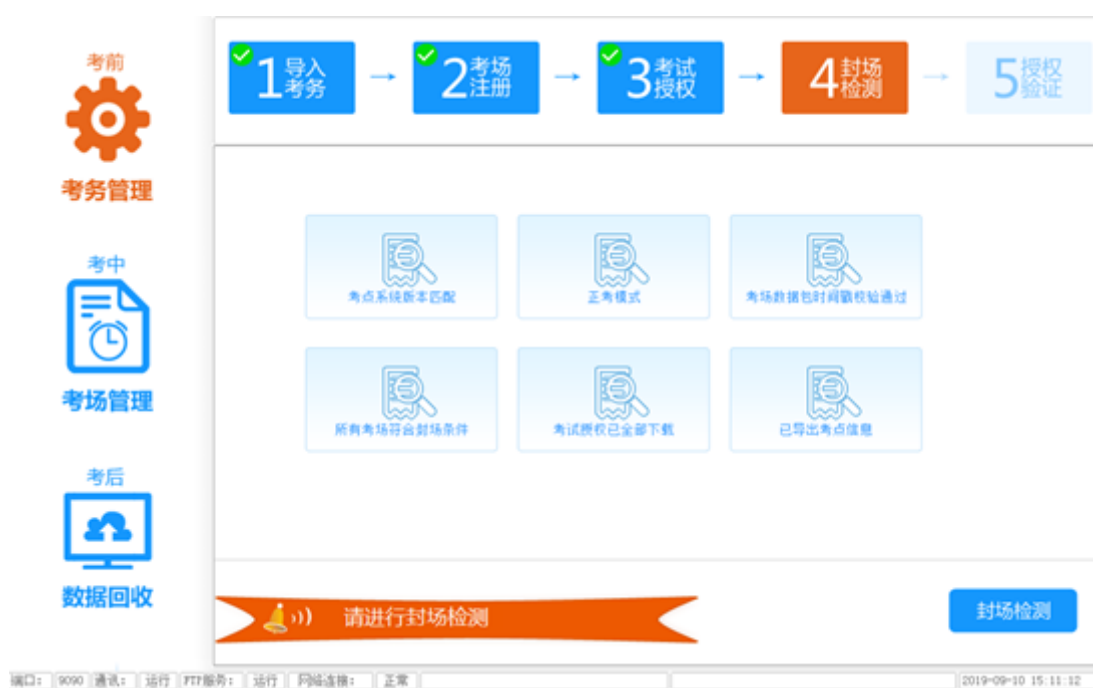 考前
考务管理
考中
考场管理
考后
数据回收
1 导入考务
2 考场注册
3 考试授权
4 封场检测
5 授权验证
考点系统版本匹配
正考模式
考场数据包时间戳校验通过
所有考场符合封场条件
考试授权已全部下载
已导出考点信息
请进行封场检测
封场检测
端口： 9090 通讯： 运行 FTP服务： 运行 网络连接： 正常 2019-09-10 15:11:12